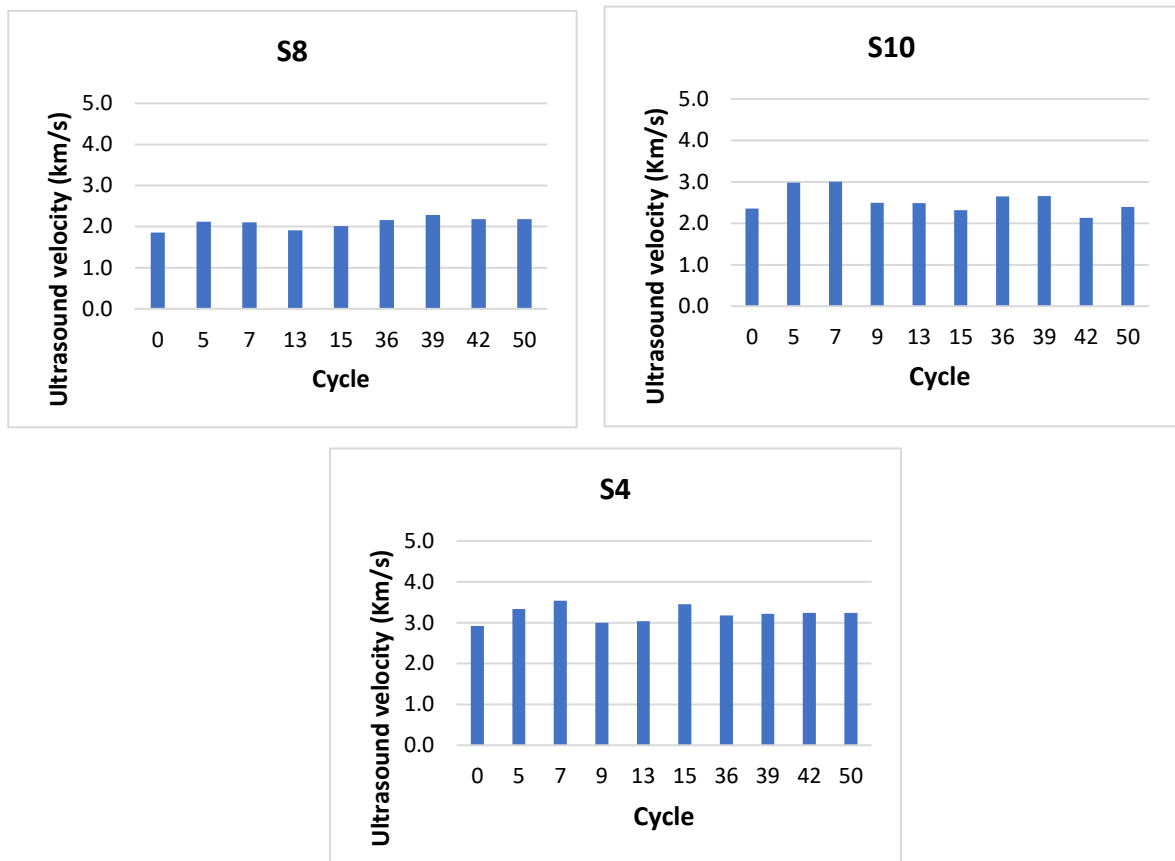 S8
Ultrasound velocity (km/s)
5.0
4.0
3.0
2.0
1.0
0.0
0 5 7 13 15 36 39 42 50
Cycle
S10
Ultrasound velocity (Km/s)
5.0
4.0
3.0
2.0
1.0
0.0
0 5 7 9 13 15 36 39 42 50
Cycle
S4
Ultrasound velocity (Km/s)
5.0
4.0
3.0
2.0
1.0
0.0
0 5 7 9 13 15 36 39 42 50
Cycle